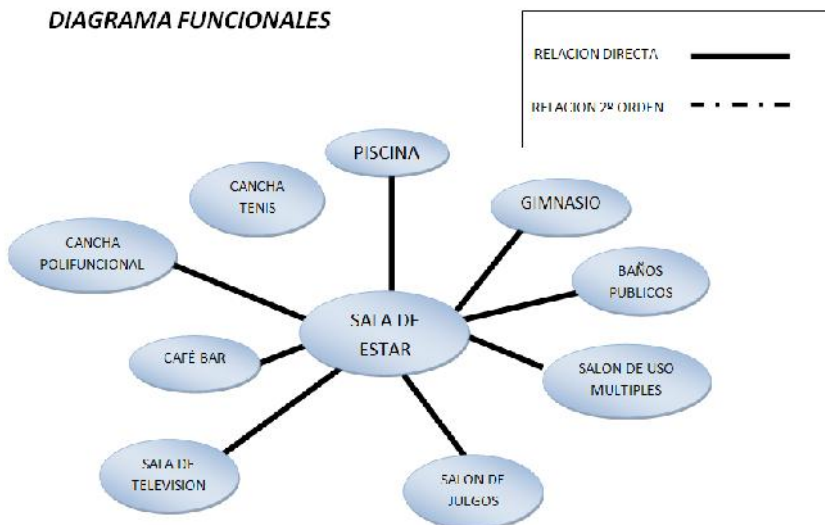 DIAGRAMA FUNCIONALES
RELACION DIRECTA
RELACION 2º ORDEN
PISCINA
CANCHA
TENIS
GIMNASIO
CANCHA
POLIFUNCIONAL
BAÑOS
PUBLICOS
SALA DE
ESTAR
CAFÉ BAR
SALON DE USO
MULTIPLES
SALA DE
TELEVISION
SALON DE
JULGOS